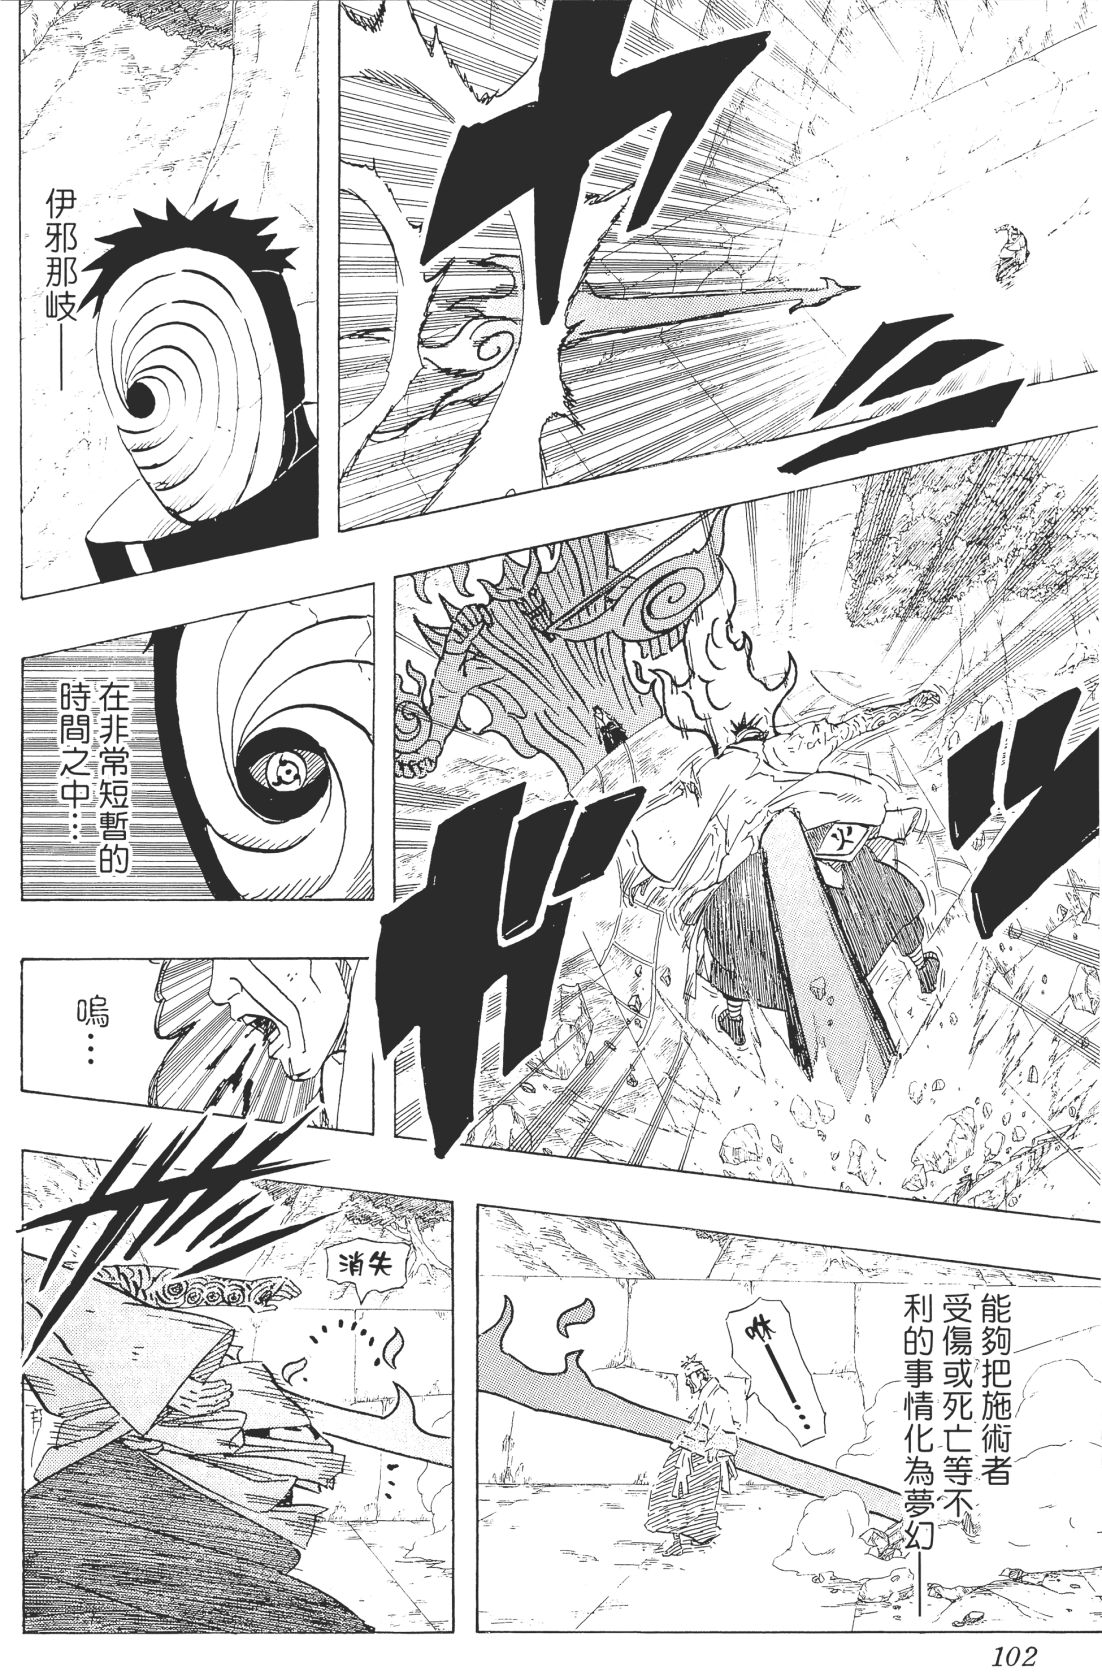 伊邪那岐——
火
在非常短暫的
時間之中…
嗚…
能夠把施術者
受傷或死亡等不
利的事情化為夢幻——
咻——…
消失
102